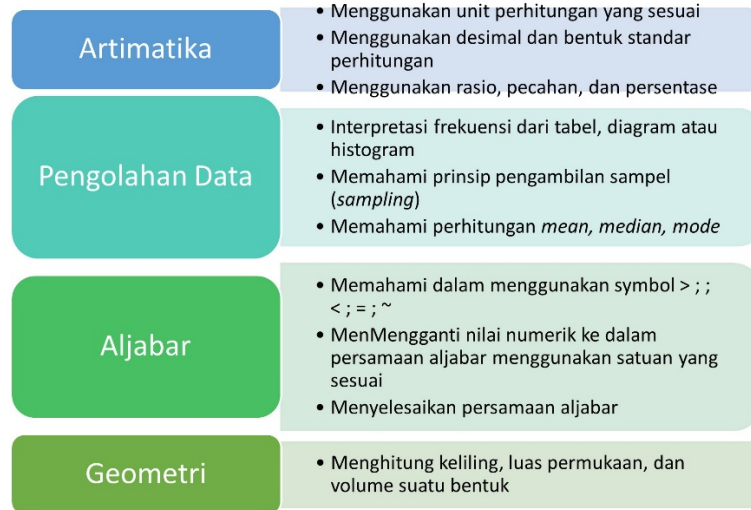 Artimatika
• Menggunakan unit perhitungan yang sesuai
• Menggunakan desimal dan bentuk standar
perhitungan
• Menggunakan rasio, pecahan, dan persentase
Pengolahan Data
• Interpretasi frekuensi dari tabel, diagram atau
histogram
• Memahami prinsip pengambilan sampel
(sampling)
• Memahami perhitungan mean, median, mode
Aljabar
• Memahami dalam menggunakan symbol > ; ;
< ; = ; ~
• MenMengganti nilai numerik ke dalam
persamaan aljabar menggunakan satuan yang
sesuai
• Menyelesaikan persamaan aljabar
Geometri
• Menghitung keliling, luas permukaan, dan
volume suatu bentuk